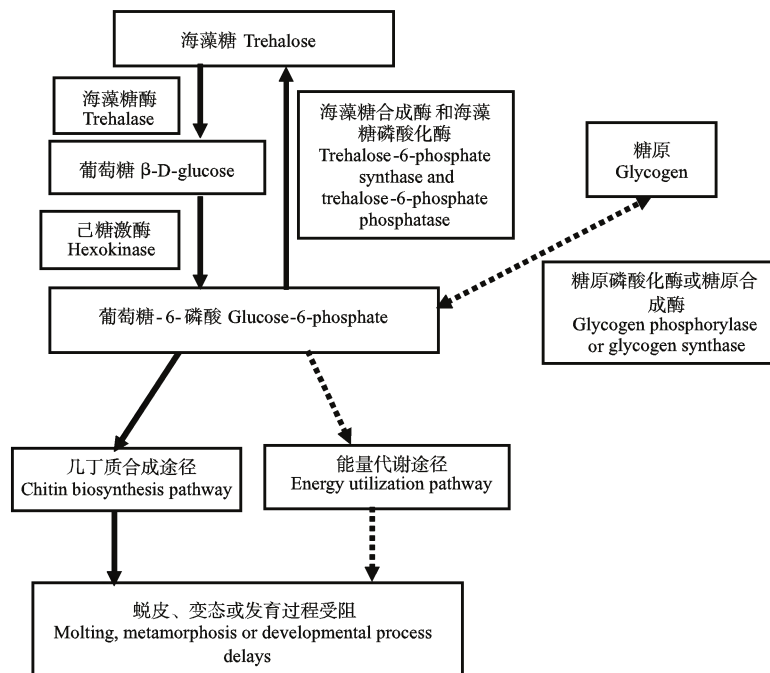 海藻糖 Trehalose
海藻糖酶
Trehalase
海藻糖合成酶和海藻
糖磷酸化酶
Trehalose-6-phosphate
synthase and
trehalose-6-phosphate
phosphatase
糖原
Glycogen
葡萄糖 β-D-glucose
己糖激酶
Hexokinase
糖原磷酸化酶或糖原合
成酶
Glycogen phosphorylase
or glycogen synthase
葡萄糖-6-磷酸 Glucose-6-phosphate
几丁质合成途径
Chitin biosynthesis pathway
能量代谢途径
Energy utilization pathway
蜕皮、变态或发育过程受阻
Molting, metamorphosis or developmental process
delays